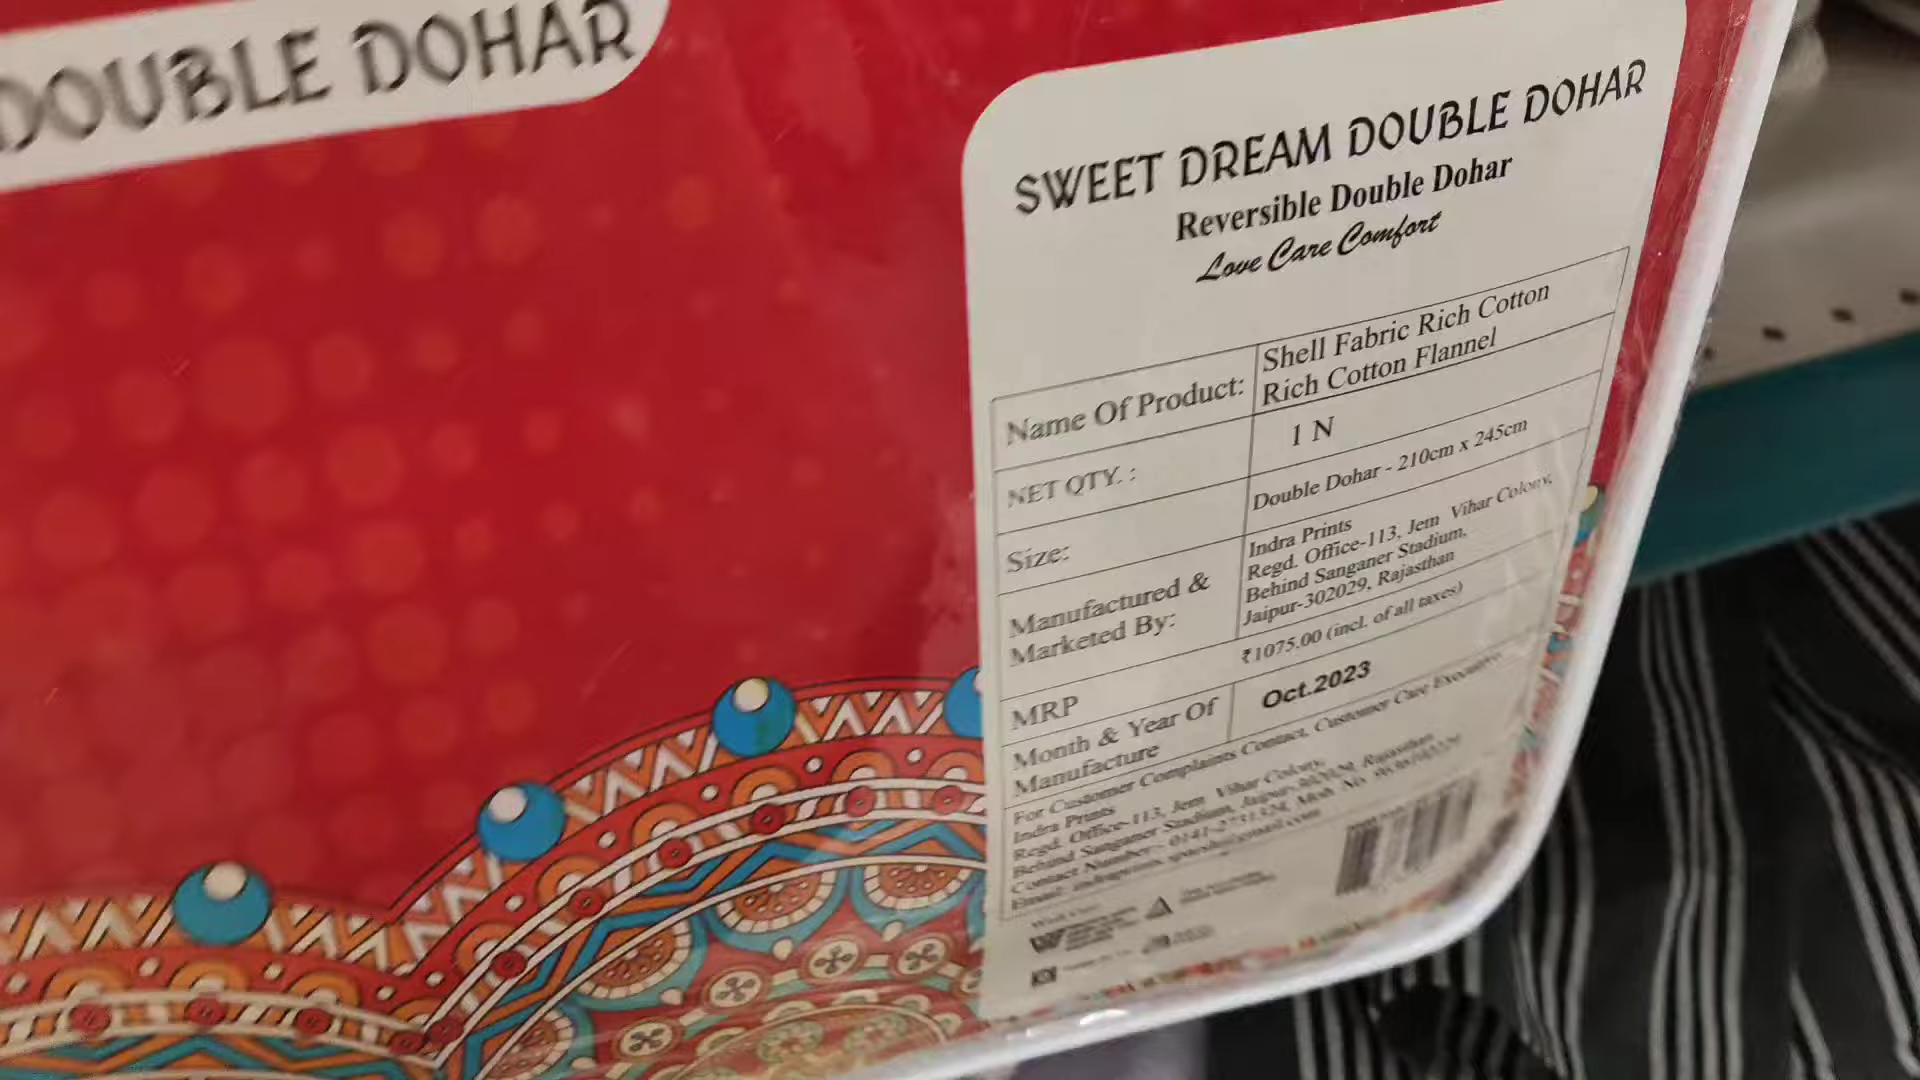 DOUBLE DOHAR
SWEET DREAM DOUBLE DOHAR
Reversible Double Dohar
Love Care Comfort
Name Of Product: Shell Fabric Rich Cotton
Rich Cotton Flannel
NET QTY. : 1 N
Size: Double Dohar - 210cm x 245cm
Manufactured &
Marketed By:
Indra Prints
Regd. Office-113, Jem Vihar Colony,
Behind Sanganer Stadium,
Jaipur-302029, Rajasthan
MRP ₹1075.00 (incl. of all taxes)
Month & Year Of
Manufacture
Oct.2023
For Customer Complaints Contact, Customer Care Executive
Indra Prints
Regd. Office-113, Jem Vihar Colony,
Behind Sanganer Stadium, Jaipur-302029, Rajasthan
Contact Number:- 0141-2731324, Mob. No.
Email: